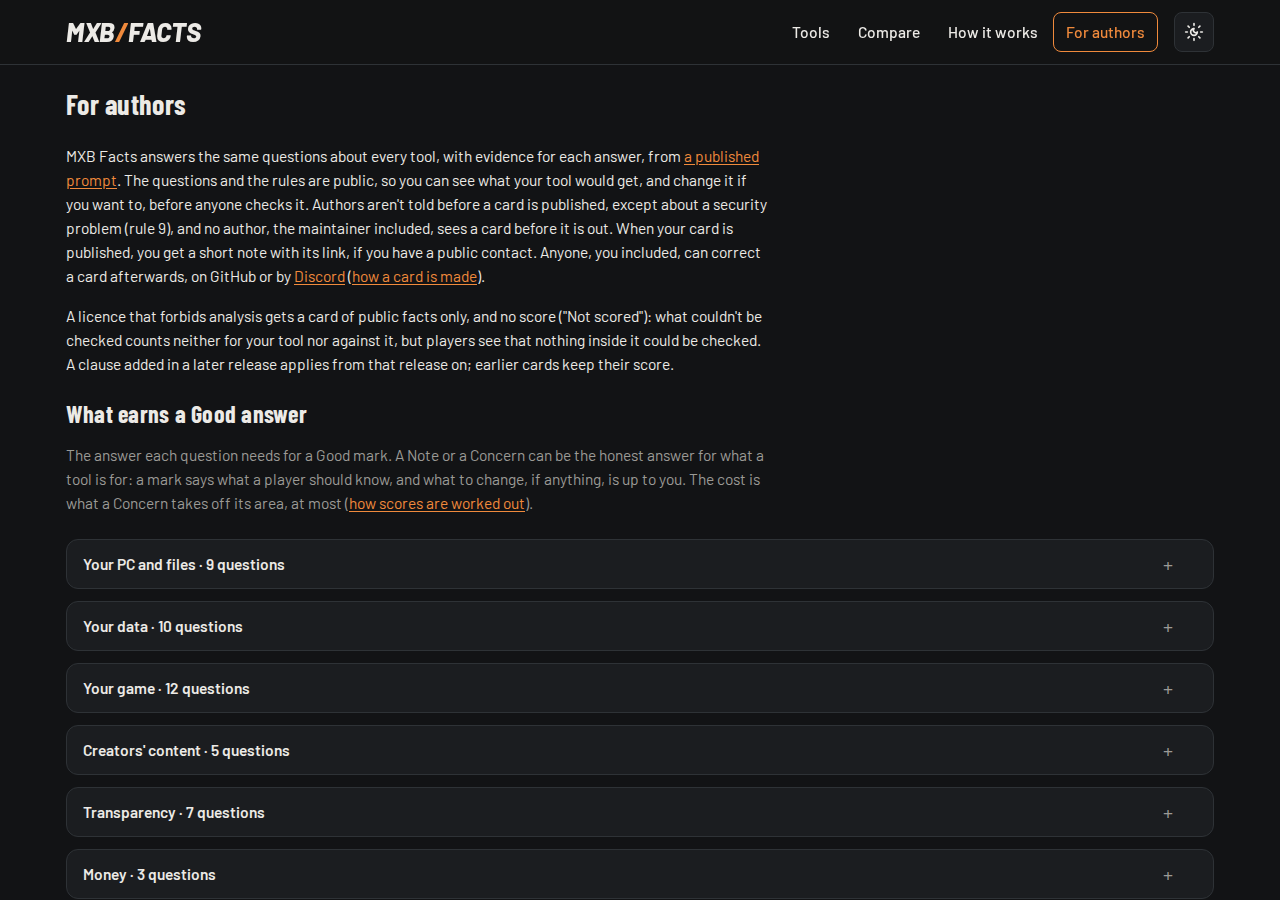 MXB/FACTS
Tools
Compare
How it works
For authors
For authors
MXB Facts answers the same questions about every tool, with evidence for each answer, from a published
prompt. The questions and the rules are public, so you can see what your tool would get, and change it if
you want to, before anyone checks it. Authors aren't told before a card is published, except about a security
problem (rule 9), and no author, the maintainer included, sees a card before it is out. When your card is
published, you get a short note with its link, if you have a public contact. Anyone, you included, can correct
a card afterwards, on GitHub or by Discord (how a card is made).
A licence that forbids analysis gets a card of public facts only, and no score ("Not scored"): what couldn't be
checked counts neither for your tool nor against it, but players see that nothing inside it could be checked.
A clause added in a later release applies from that release on; earlier cards keep their score.
What earns a Good answer
The answer each question needs for a Good mark. A Note or a Concern can be the honest answer for what a
tool is for: a mark says what a player should know, and what to change, if anything, is up to you. The cost is
what a Concern takes off its area, at most (how scores are worked out).
Your PC and files · 9 questions +
Your data · 10 questions +
Your game · 12 questions +
Creators' content · 5 questions +
Transparency · 7 questions +
Money · 3 questions +